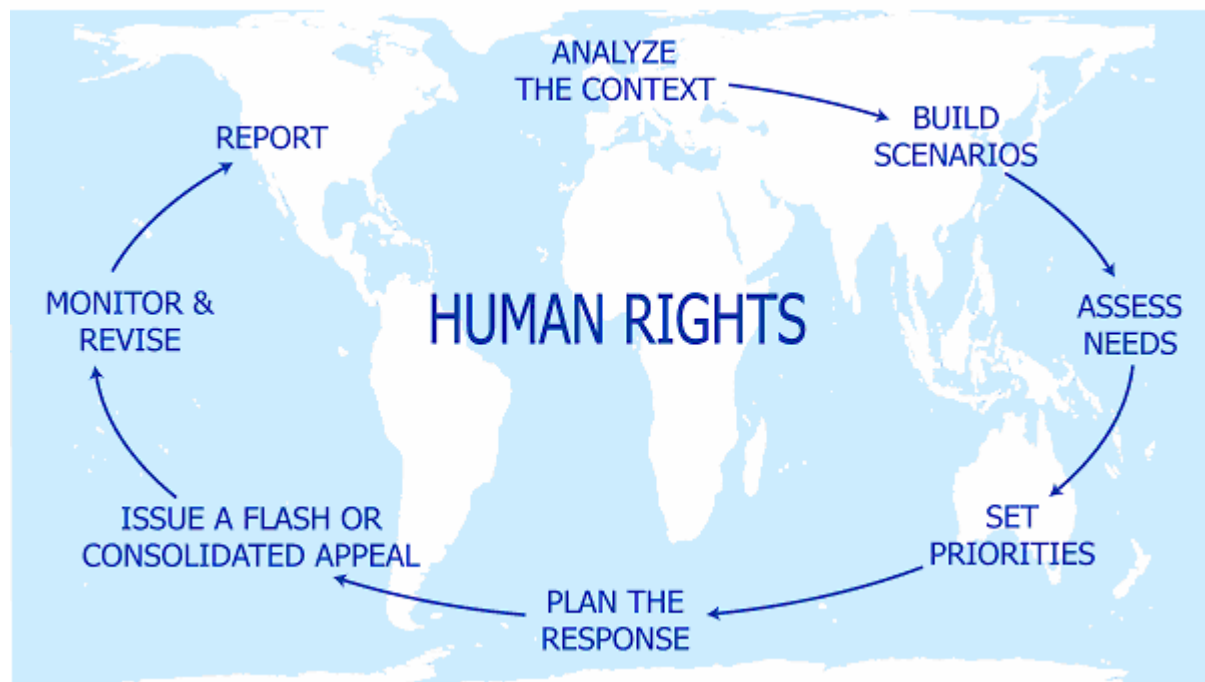 ANALYZE
THE CONTEXT
BUILD
SCENARIOS
ASSESS
NEEDS
SET
PRIORITIES
PLAN THE
RESPONSE
ISSUE A FLASH OR
CONSOLIDATED APPEAL
MONITOR &
REVISE
REPORT
HUMAN RIGHTS